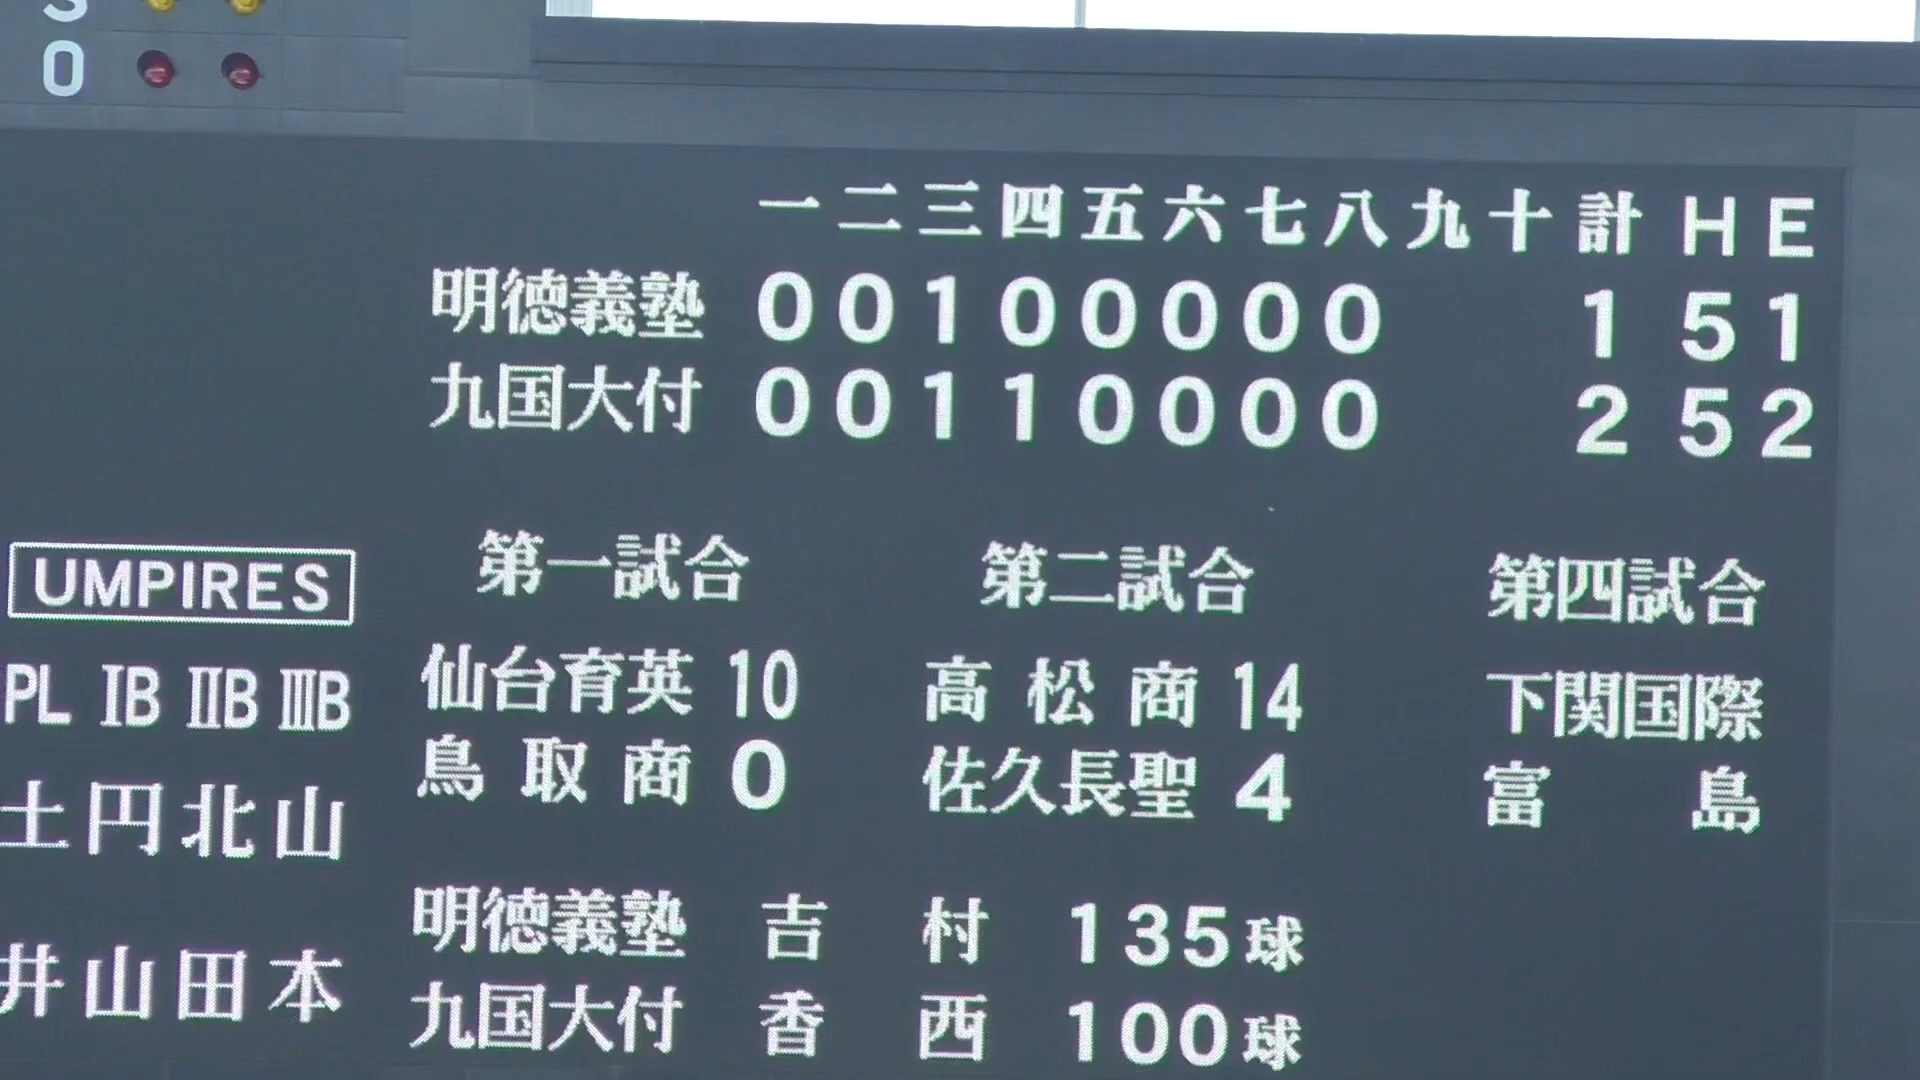 O
一 二 三 四 五 六 七 八 九 十 計 H E
明徳義塾 0 0 1 0 0 0 0 0 1 5 1
九国大付 0 0 1 1 0 0 0 0 2 5 2
UMPIRES
PL ⅠB ⅡB ⅢB
土 円 北 山
井 山 田 本
第一試合
仙台育英 10
鳥取商 0
第二試合
高松商 14
佐久長聖 4
第四試合
下関国際
富島
明徳義塾 吉村 135球
九国大付 香西 100球